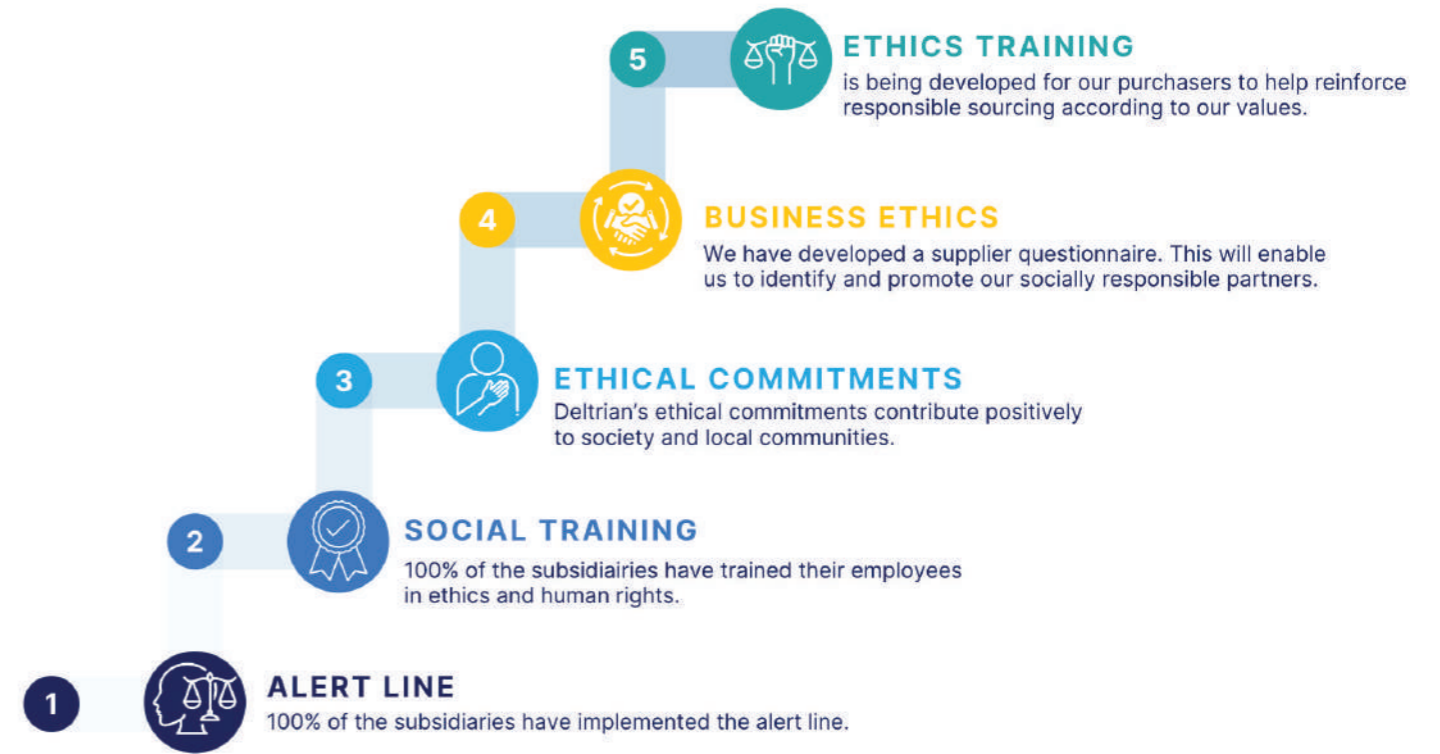 5
ETHICS TRAINING
is being developed for our purchasers to help reinforce
responsible sourcing according to our values.
4
BUSINESS ETHICS
We have developed a supplier questionnaire. This will enable
us to identify and promote our socially responsible partners.
3
ETHICAL COMMITMENTS
Deltrian’s ethical commitments contribute positively
to society and local communities.
2
SOCIAL TRAINING
100% of the subsidiairies have trained their employees
in ethics and human rights.
1
ALERT LINE
100% of the subsidiaries have implemented the alert line.